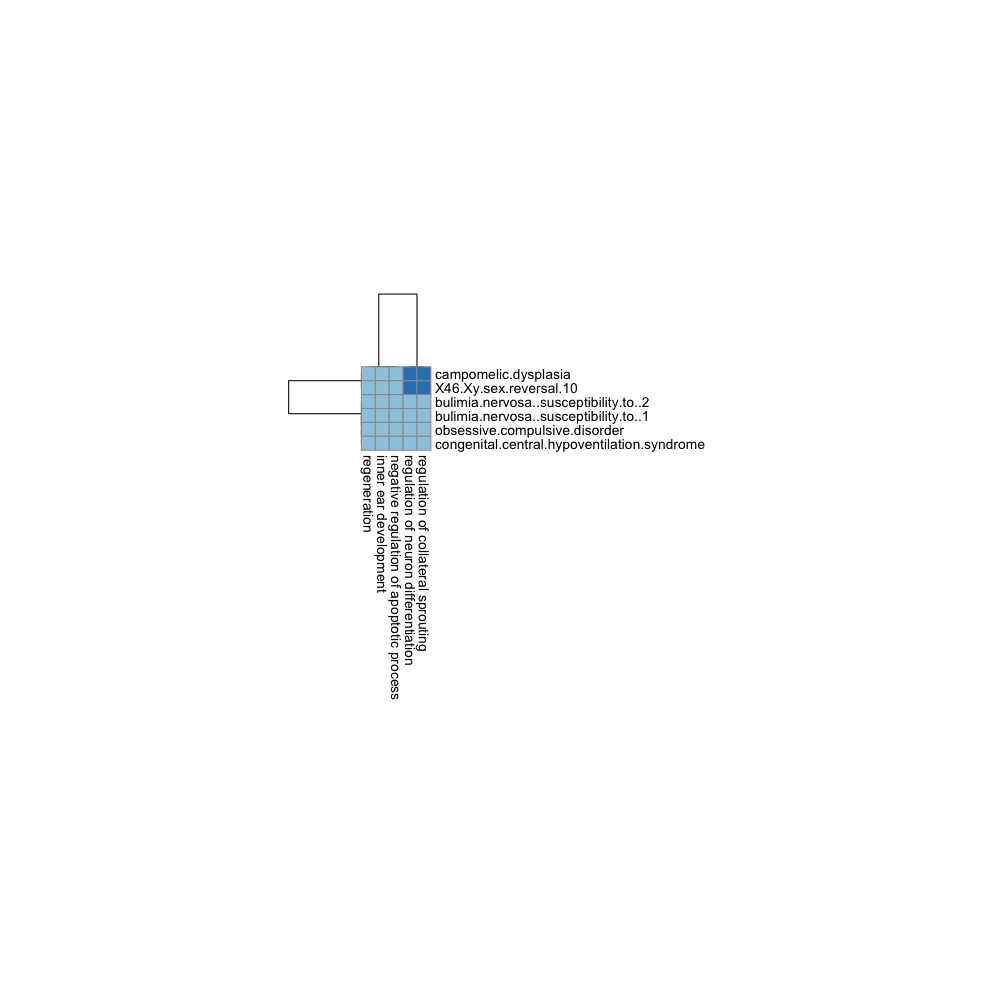 campomelic.dysplasia
X46.Xy.sex.reversal.10
bulimia.nervosa..susceptibility.to..2
bulimia.nervosa..susceptibility.to..1
obsessive.compulsive.disorder
congenital.central.hypoventilation.syndrome
regeneration
inner ear development
negative regulation of apoptotic process
regulation of neuron differentiation
regulation of collateral sprouting